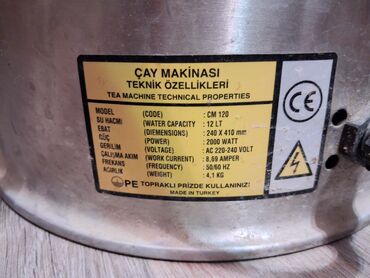 ÇAY MAKİNASI
TEKNİK ÖZELLİKLERİ
TEA MACHINE TECHNICAL PROPERTIES
MODEL (CODE) : CM 120
SU HACMİ (WATER CAPACITY) : 12 LT
EBAT (DIEMENSIONS) : 240 X 410 mm
GÜÇ (POWER) : 2000 WATT
GERİLİM (VOLTAGE) : AC 220-240 VOLT
ÇALIŞMA AKIM (WORK CURRENT) : 8,69 AMPER
FREKANS (FREQUENCY) : 50/60 HZ
AĞIRLIK (WEIGHT) : 4,1 KG
PE TOPRAKLI PRİZDE KULLANINIZ!
MADE IN TURKEY
CE